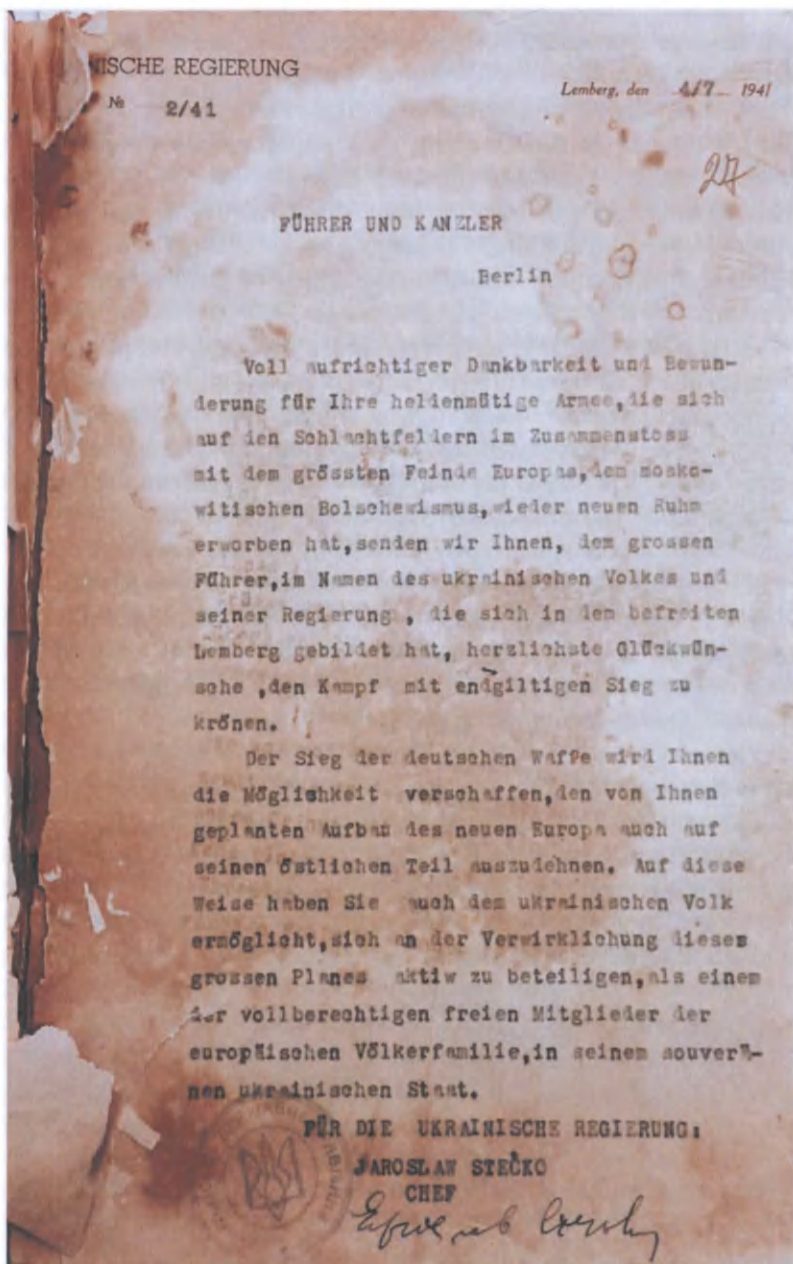 NISCHE REGIERUNG
№ 2/41
Lemberg, den 4/7 1941
27
FÜHRER UND KANZLER
Berlin
Voll aufrichtiger Dankbarkeit und Bewun-
derung für Ihre heldenmütige Armee,die sich
auf den Schlachtfeldern im Zusammenstoss
mit dem grössten Feinde Europas,dem mosko-
witischen Bolschewismus,wieder neuen Ruhm
erworben hat,senden wir Ihnen, dem grossen
Führer,im Namen des ukrainischen Volkes und
seiner Regierung , die sich in dem befreiten
Lemberg gebildet hat, herzlichste Glückwün-
sche ,den Kampf mit endgiltigen Sieg zu
krönen.
Der Sieg der deutschen Waffe wird Ihnen
die Möglichkeit verschaffen,den von Ihnen
geplanten Aufbau des neuen Europa auch auf
seinen östlichen Teil auszudehnen. Auf diese
Weise haben Sie auch dem ukrainischen Volk
ermöglicht,sich an der Verwirklichung dieses
grossen Planes aktiw zu beteiligen,als einem
der vollberechtigen freien Mitglieder der
europäischen Völkerfamilie,in seinem souverä-
nen ukrainischen Staat.
FÜR DIE UKRAINISCHE REGIERUNG:
JAROSLAW STEĆKO
CHEF